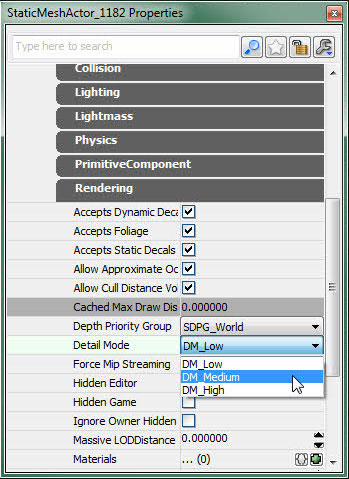 StaticMeshActor_1182 Properties
Type here to search
Collision
Lighting
Lightmass
Physics
PrimitiveComponent
Rendering
Accepts Dynamic Deca
Accepts Foliage
Accepts Static Decals
Allow Approximate Oc
Allow Cull Distance Vo
Cached Max Draw Dis 0.000000
Depth Priority Group SDPG_World
Detail Mode DM_Low
Force Mip Streaming DM_Low
Hidden Editor DM_Medium
Hidden Game DM_High
Ignore Owner Hidden
Massive LODDistance 0.000000
Materials ... (0)